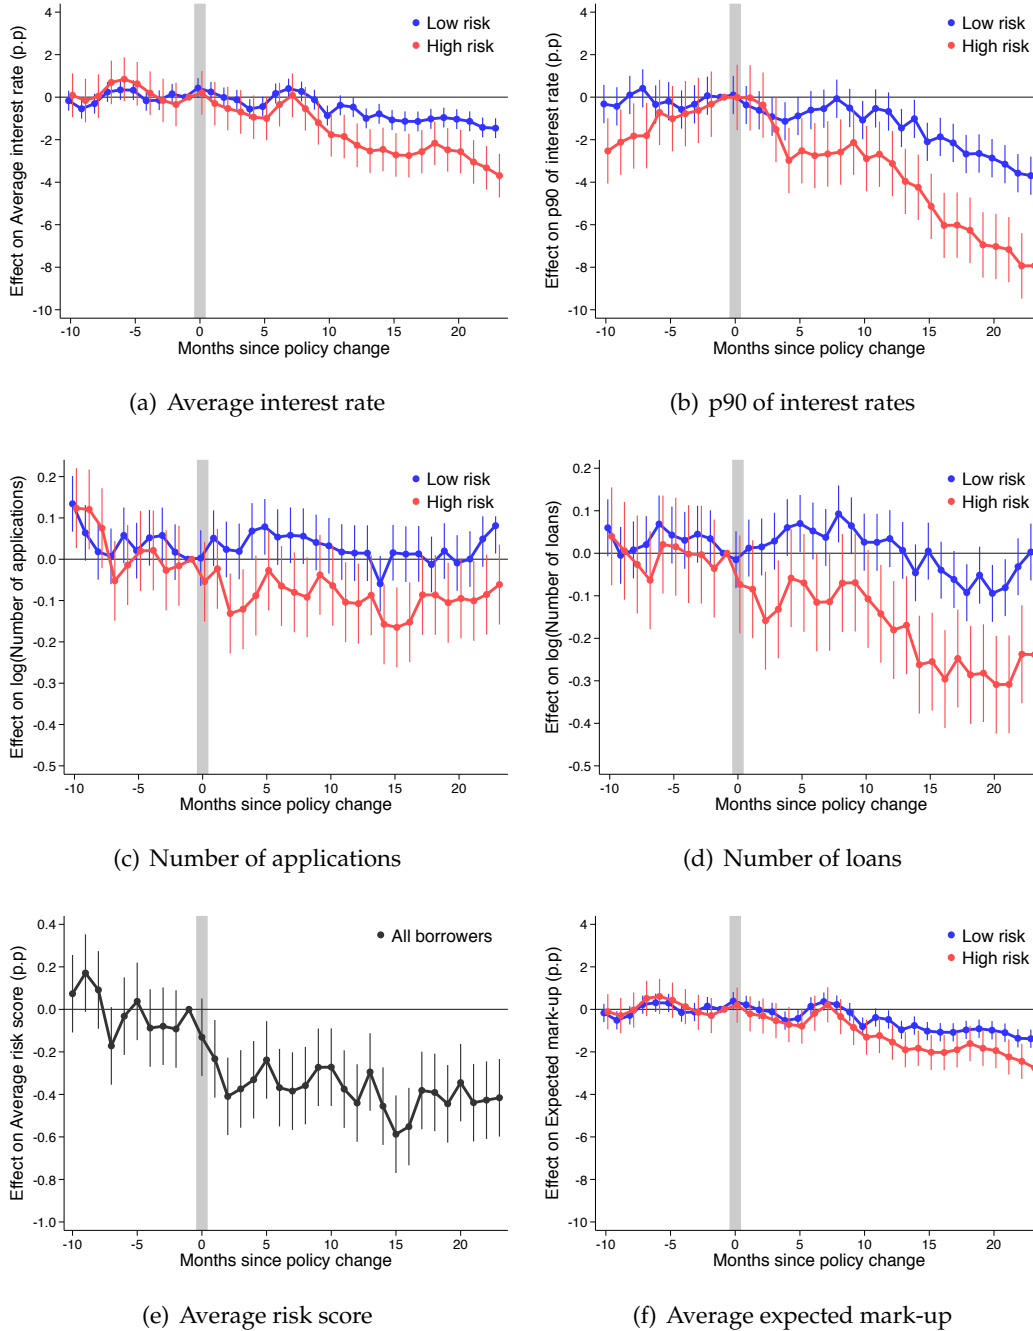 Effect on Average interest rate (p.p)
4
2
0
-2
-4
-6
-8
-10
Low risk
High risk
-10 -5 0 5 10 15 20
Months since policy change
(a) Average interest rate
Effect on p90 of interest rate (p.p)
4
2
0
-2
-4
-6
-8
-10
Low risk
High risk
-10 -5 0 5 10 15 20
Months since policy change
(b) p90 of interest rates
Effect on log(Number of applications)
0.2
0.1
0.0
-0.1
-0.2
-0.3
-0.4
-0.5
Low risk
High risk
-10 -5 0 5 10 15 20
Months since policy change
(c) Number of applications
Effect on log(Number of loans)
0.2
0.1
0.0
-0.1
-0.2
-0.3
-0.4
-0.5
Low risk
High risk
-10 -5 0 5 10 15 20
Months since policy change
(d) Number of loans
Effect on Average risk score (p.p)
0.4
0.2
0.0
-0.2
-0.4
-0.6
-0.8
-1.0
All borrowers
-10 -5 0 5 10 15 20
Months since policy change
(e) Average risk score
Effect on Expected mark-up (p.p)
4
2
0
-2
-4
-6
-8
-10
Low risk
High risk
-10 -5 0 5 10 15 20
Months since policy change
(f) Average expected mark-up